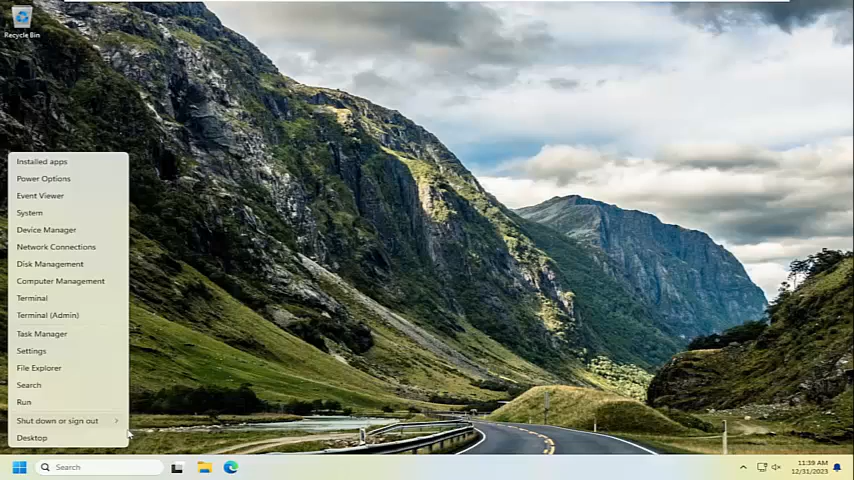 Recycle Bin
Installed apps
Power Options
Event Viewer
System
Device Manager
Network Connections
Disk Management
Computer Management
Terminal
Terminal (Admin)
Task Manager
Settings
File Explorer
Search
Run
Shut down or sign out
Desktop
Search
11:39 AM
12/31/2023